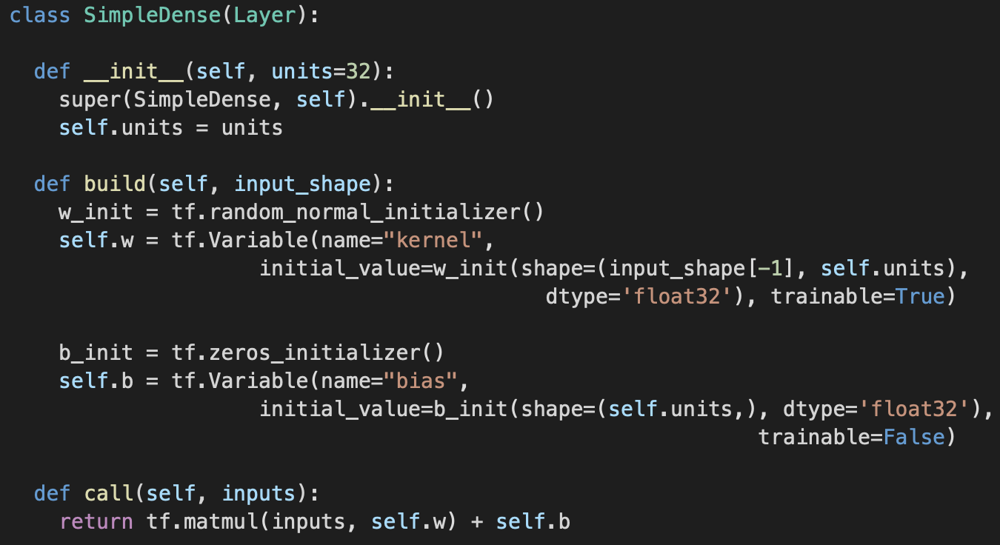 class SimpleDense(Layer):
def __init__(self, units=32):
super(SimpleDense, self).__init__()
self.units = units
def build(self, input_shape):
w_init = tf.random_normal_initializer()
self.w = tf.Variable(name="kernel",
initial_value=w_init(shape=(input_shape[-1], self.units),
dtype='float32'), trainable=True)
b_init = tf.zeros_initializer()
self.b = tf.Variable(name="bias",
initial_value=b_init(shape=(self.units,), dtype='float32'),
trainable=False)
def call(self, inputs):
return tf.matmul(inputs, self.w) + self.b